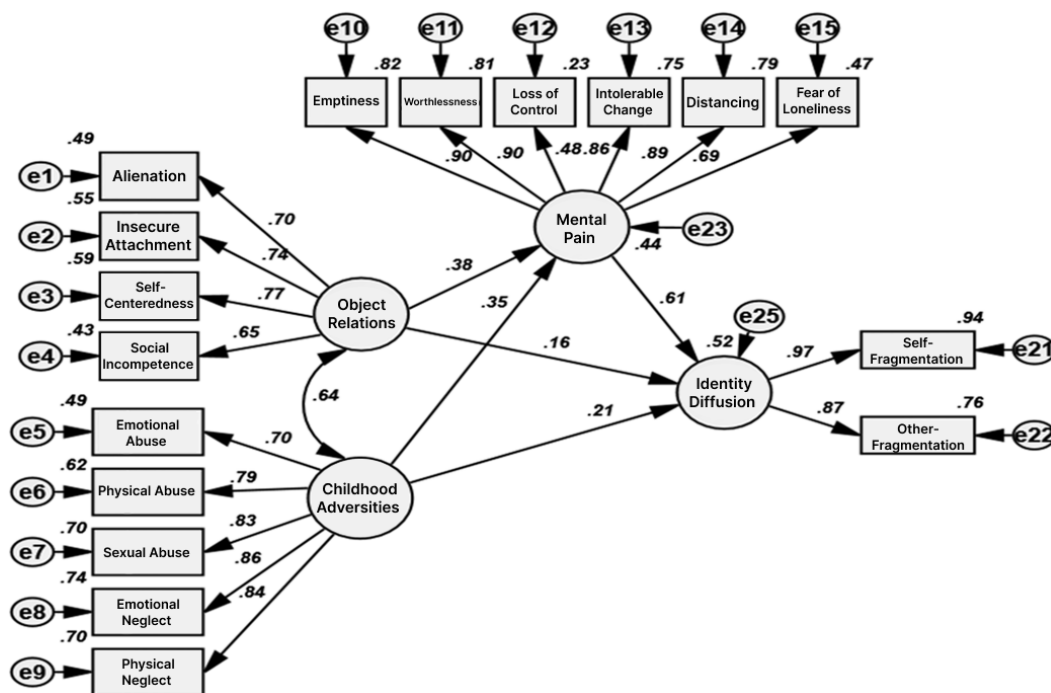 e10 e11 e12 e13 e14 e15
.82 .81 .23 .75 .79 .47
Emptiness
Worthlessness
Loss of
Control
Intolerable
Change
Distancing
Fear of
Loneliness
.90 .90 .48 .86 .89 .69
Mental
Pain
.44
e23
.49
e1
Alienation
.70
.55
e2
Insecure
Attachment
.74
.59
e3
Self-
Centeredness
.77
.43
e4
Social
Incompetence
.65
Object
Relations
.38
.35
.16
.61
.64
.21
e25
.52
Identity
Diffusion
.97
.94
Self-
Fragmentation
e21
.87
.76
Other-
Fragmentation
e22
.49
e5
Emotional
Abuse
.70
.62
e6
Physical Abuse
.79
.70
e7
Sexual Abuse
.83
.74
e8
Emotional
Neglect
.86
.70
e9
Physical
Neglect
.84
Childhood
Adversities